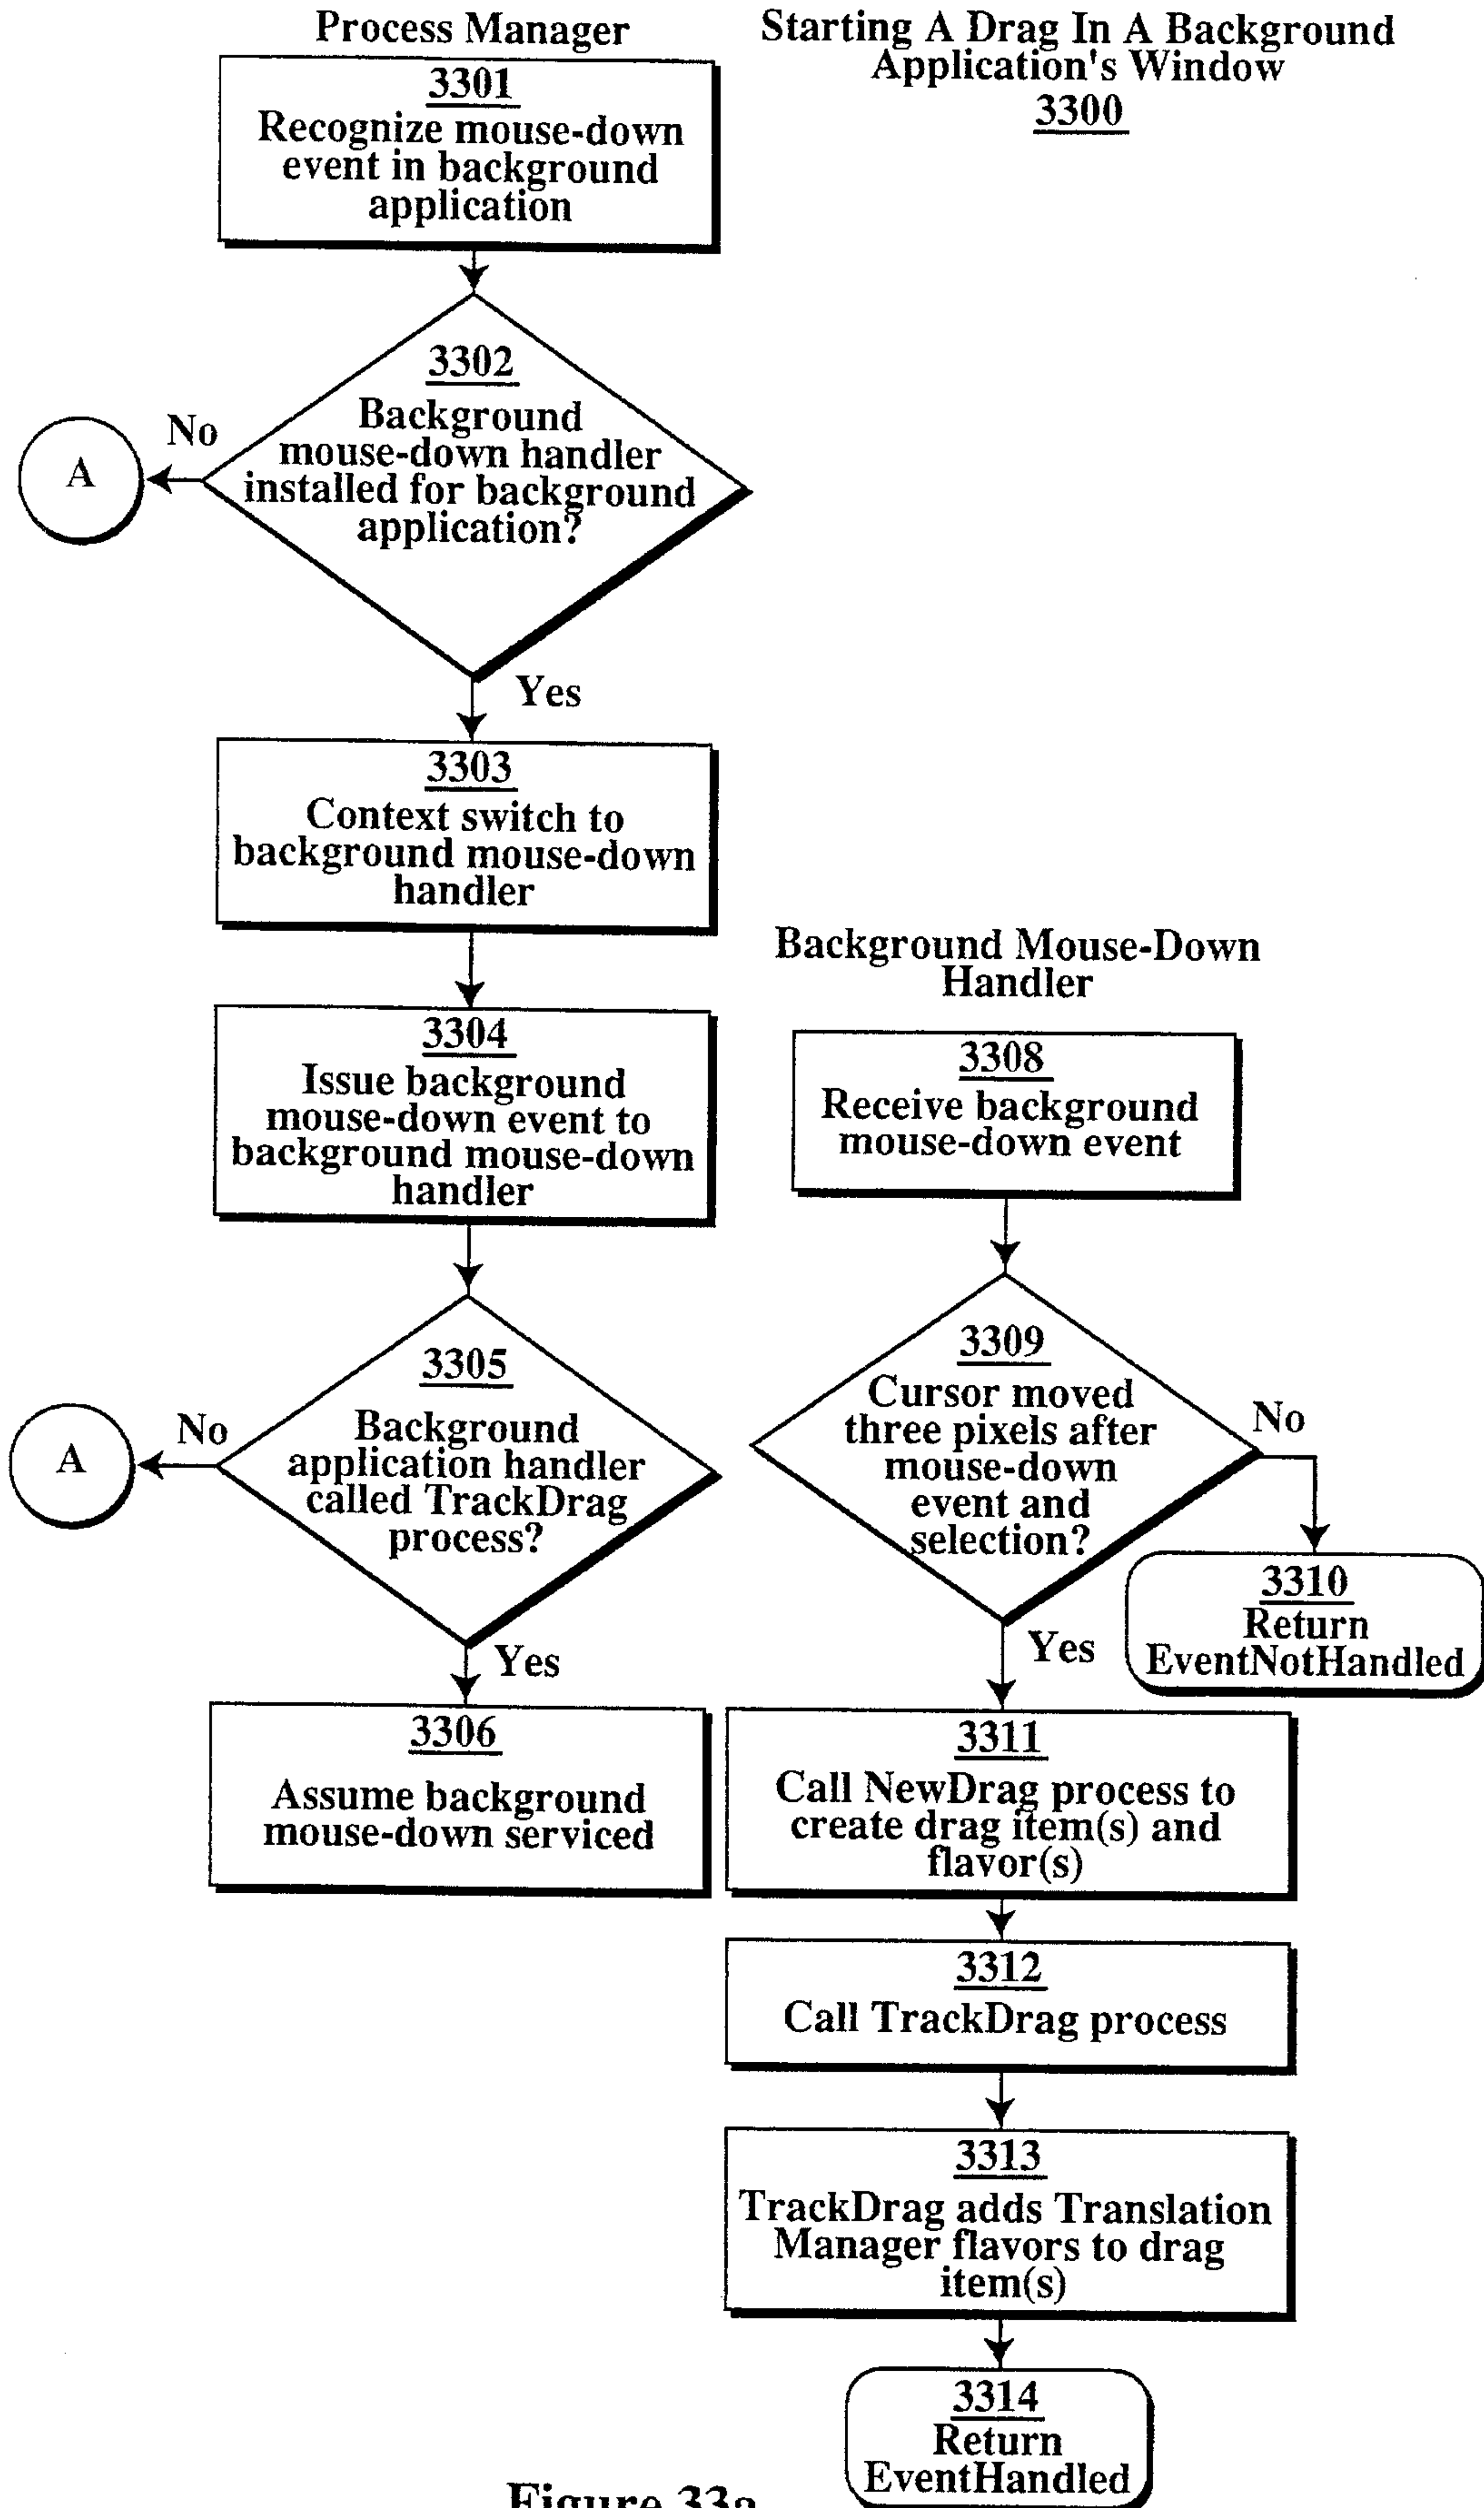 Process Manager
Starting A Drag In A Background
Application's Window
3300
3301
Recognize mouse-down
event in background
application
3302
Background
mouse-down handler
installed for background
application?
No
A
Yes
3303
Context switch to
background mouse-down
handler
3304
Issue background
mouse-down event to
background mouse-down
handler
3305
Background
application handler
called TrackDrag
process?
No
A
Yes
3306
Assume background
mouse-down serviced
Background Mouse-Down
Handler
3308
Receive background
mouse-down event
3309
Cursor moved
three pixels after
mouse-down
event and
selection?
No
3310
Return
EventNotHandled
Yes
3311
Call NewDrag process to
create drag item(s) and
flavor(s)
3312
Call TrackDrag process
3313
TrackDrag adds Translation
Manager flavors to drag
item(s)
3314
Return
EventHandled
Figure 33a